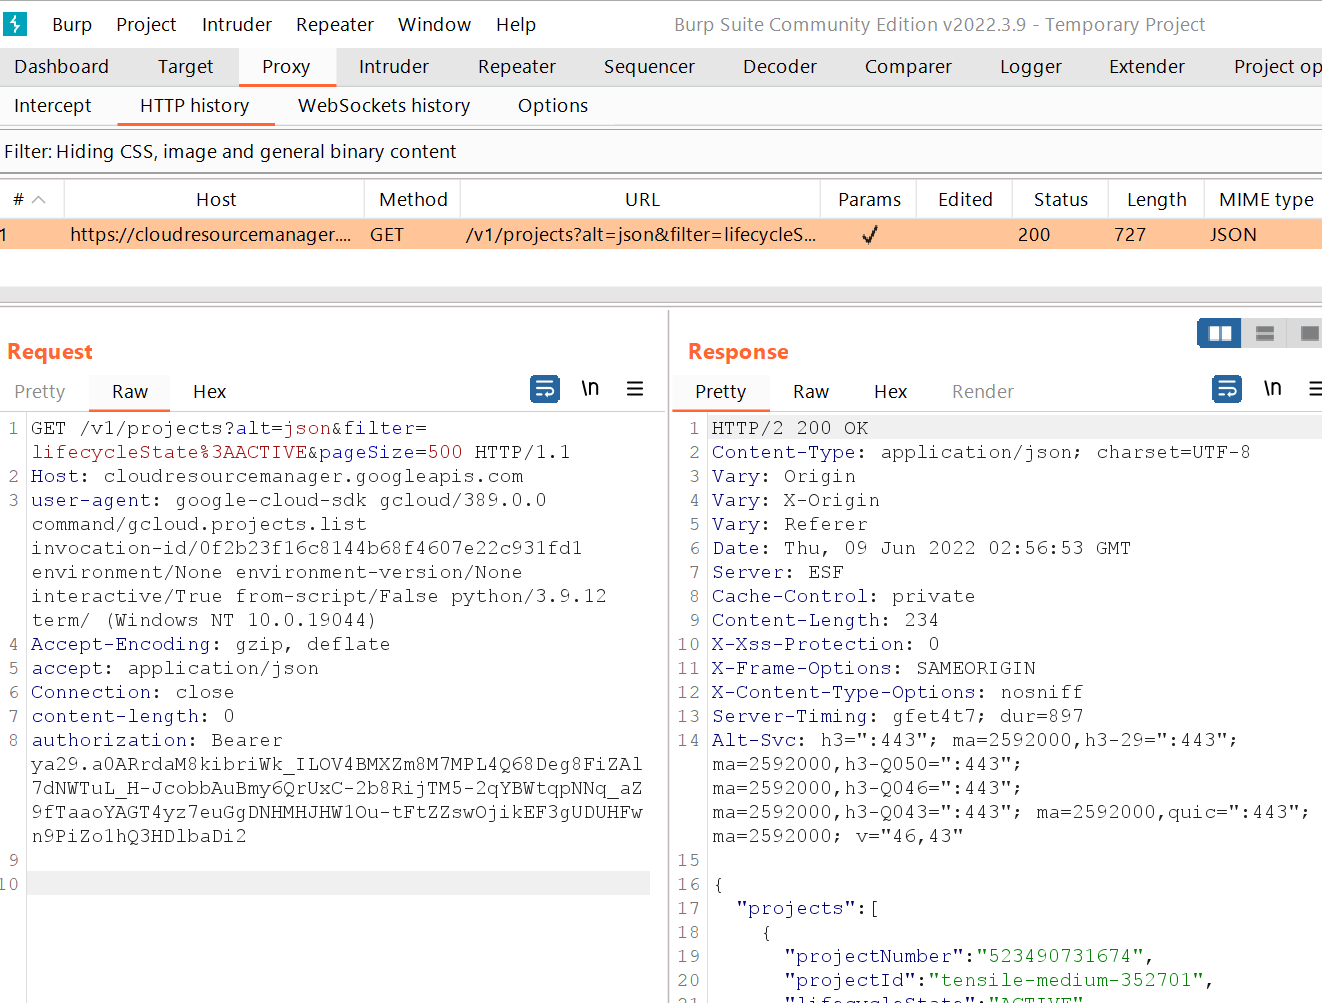 Burp Project Intruder Repeater Window Help Burp Suite Community Edition v2022.3.9 - Temporary Project
Dashboard Target Proxy Intruder Repeater Sequencer Decoder Comparer Logger Extender Project op
Intercept HTTP history WebSockets history Options
Filter: Hiding CSS, image and general binary content
# Host Method URL Params Edited Status Length MIME type
1 https://cloudresourcemanager.... GET /v1/projects?alt=json&filter=lifecycleS... ✓ 200 727 JSON
Request
Pretty Raw Hex \n
1 GET /v1/projects?alt=json&filter=
lifecycleState%3AACTIVE&pageSize=500 HTTP/1.1
2 Host: cloudresourcemanager.googleapis.com
3 user-agent: google-cloud-sdk gcloud/389.0.0
command/gcloud.projects.list
invocation-id/0f2b23f16c8144b68f4607e22c931fd1
environment/None environment-version/None
interactive/True from-script/False python/3.9.12
term/ (Windows NT 10.0.19044)
4 Accept-Encoding: gzip, deflate
5 accept: application/json
6 Connection: close
7 content-length: 0
8 authorization: Bearer
ya29.a0ARrdaM8kibriWk_ILOV4BMXZm8M7MPL4Q68Deg8FiZAl
7dNWTuL_H-JcobbAuBmy6QrUxC-2b8RijTM5-2qYBWtqpNNq_aZ
9fTaaoYAGT4yz7euGgDNHMHJHW1Ou-tFtZZswOjikEF3gUDUHFw
n9PiZo1hQ3HDlbaDi2
9
10
Response
Pretty Raw Hex Render \n
1 HTTP/2 200 OK
2 Content-Type: application/json; charset=UTF-8
3 Vary: Origin
4 Vary: X-Origin
5 Vary: Referer
6 Date: Thu, 09 Jun 2022 02:56:53 GMT
7 Server: ESF
8 Cache-Control: private
9 Content-Length: 234
10 X-Xss-Protection: 0
11 X-Frame-Options: SAMEORIGIN
12 X-Content-Type-Options: nosniff
13 Server-Timing: gfet4t7; dur=897
14 Alt-Svc: h3=":443"; ma=2592000,h3-29=":443";
ma=2592000,h3-Q050=":443";
ma=2592000,h3-Q046=":443";
ma=2592000,h3-Q043=":443"; ma=2592000,quic=":443";
ma=2592000; v="46,43"
15
16 {
17 "projects":[
18 {
19 "projectNumber":"523490731674",
20 "projectId":"tensile-medium-352701",
21 "lifecycleState":"ACTIVE"